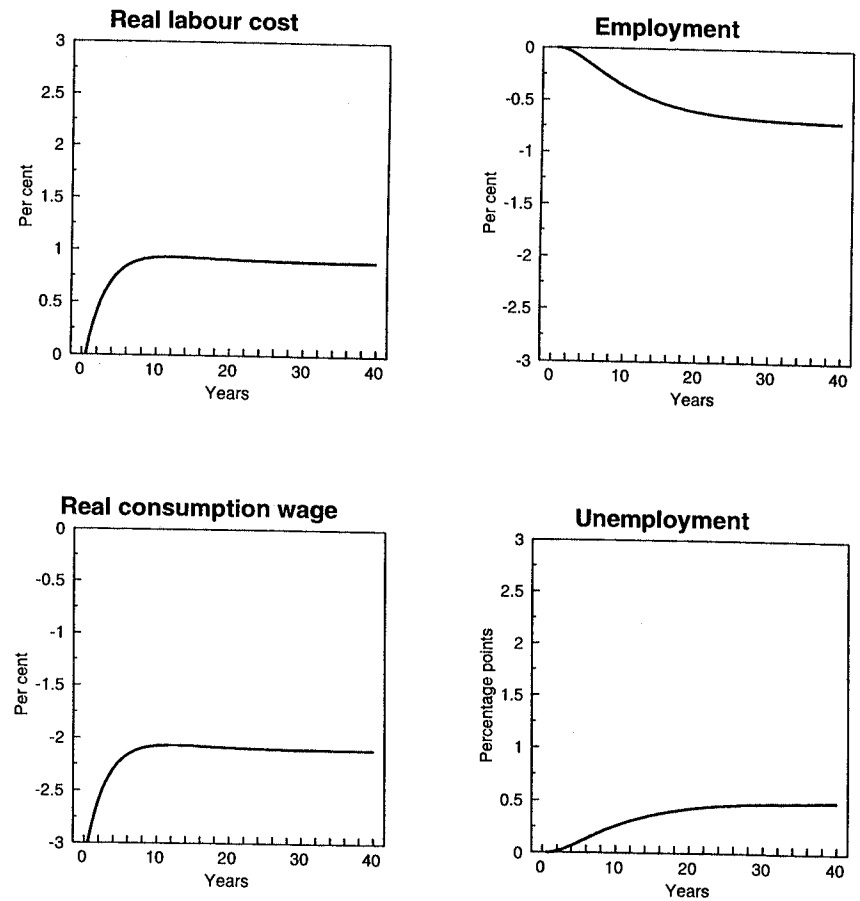 Real labour cost
3
2.5
2
1.5
1
0.5
0
Per cent
0 10 20 30 40
Years
Employment
0
-0.5
-1
-1.5
-2
-2.5
-3
Per cent
0 10 20 30 40
Years
Real consumption wage
0
-0.5
-1
-1.5
-2
-2.5
-3
Per cent
0 10 20 30 40
Years
Unemployment
3
2.5
2
1.5
1
0.5
0
Percentage points
0 10 20 30 40
Years